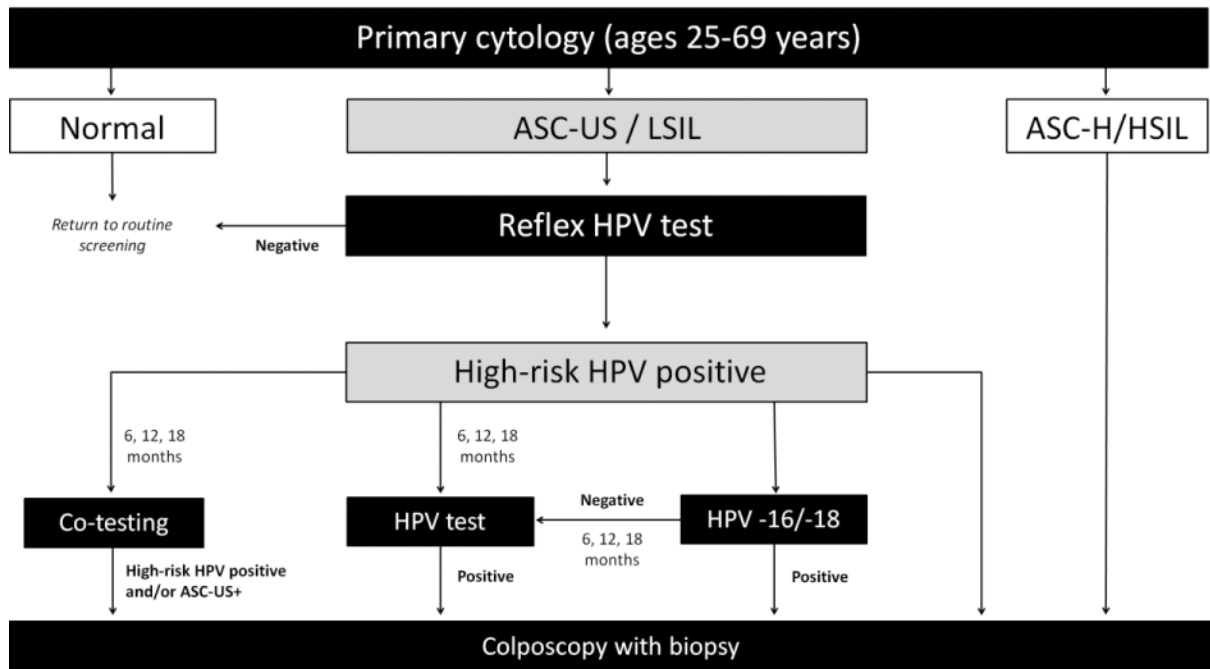 Primary cytology (ages 25-69 years)
Normal
ASC-US / LSIL
ASC-H/HSIL
Return to routine
screening
Negative
Reflex HPV test
High-risk HPV positive
6, 12, 18
months
6, 12, 18
months
Co-testing
HPV test
Negative
6, 12, 18
months
HPV -16/-18
High-risk HPV positive
and/or ASC-US+
Positive
Positive
Colposcopy with biopsy